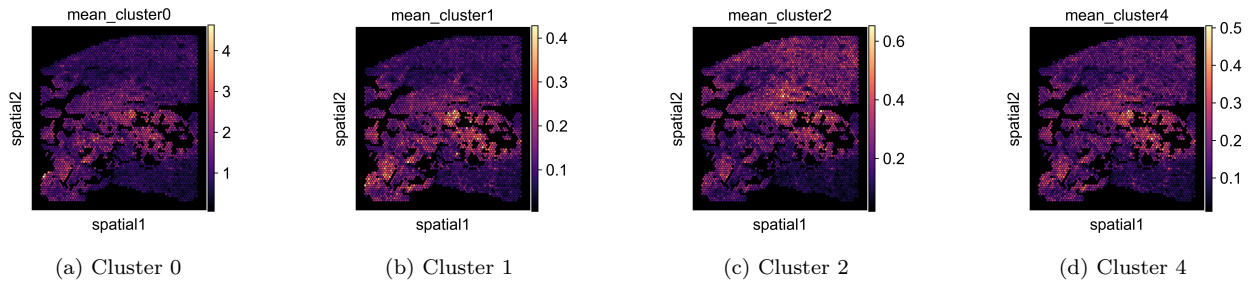 mean_cluster0
4
3
2
1
spatial2
spatial1
(a) Cluster 0
mean_cluster1
0.4
0.3
0.2
0.1
spatial2
spatial1
(b) Cluster 1
mean_cluster2
0.6
0.4
0.2
spatial2
spatial1
(c) Cluster 2
mean_cluster4
0.5
0.4
0.3
0.2
0.1
spatial2
spatial1
(d) Cluster 4